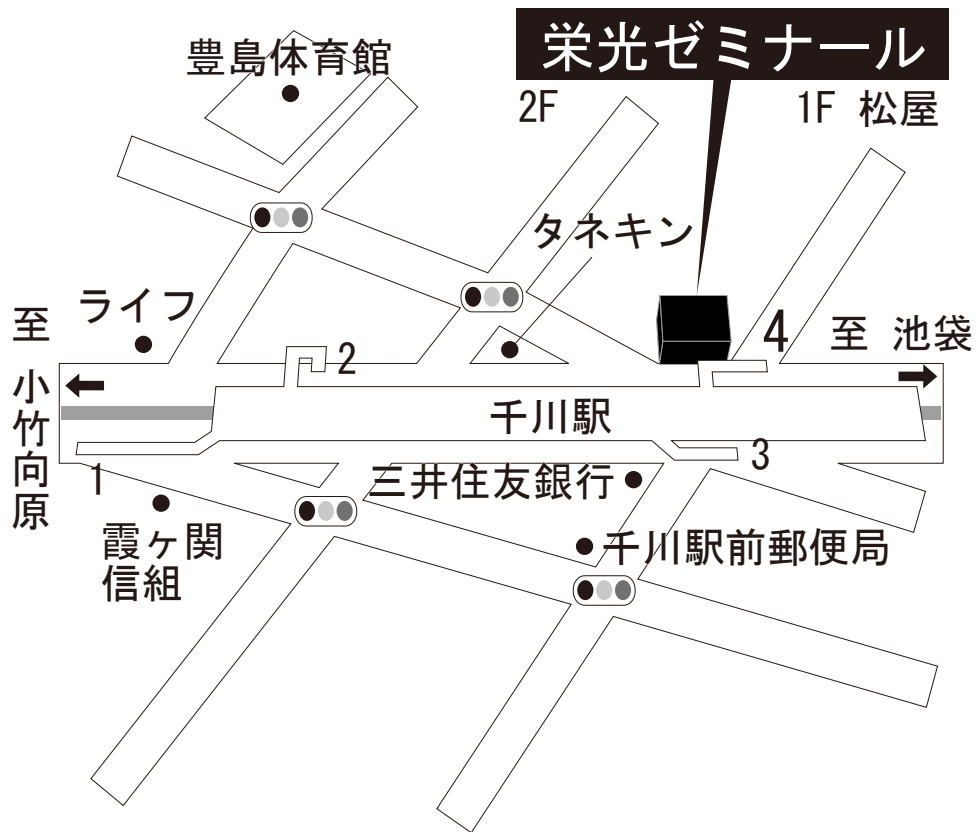 栄光ゼミナール
豊島体育館
2F
1F 松屋
タネキン
ライフ
4
至 池袋
至 小竹向原
2
千川駅
3
1
三井住友銀行
霞ヶ関
信組
千川駅前郵便局